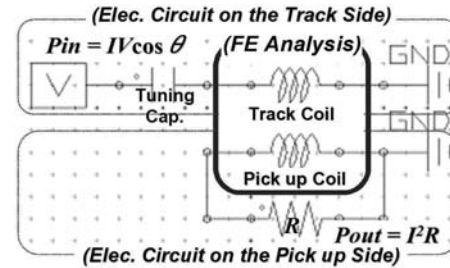 (Elec. Circuit on the Track Side)
Pin = IVcos θ
(FE Analysis)
GND
V
Tuning
Cap.
Track Coil
GND
Pick up Coil
R
Pout = I²R
(Elec. Circuit on the Pick up Side)